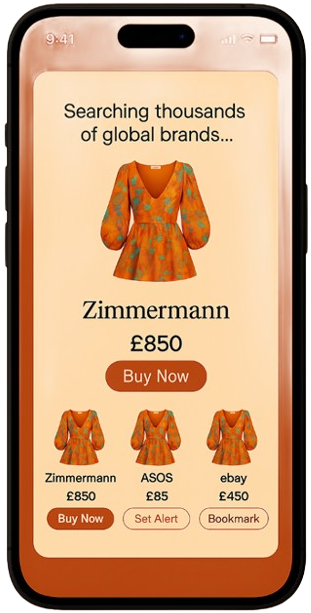 9:41
Searching thousands
of global brands...
Zimmermann
£850
Buy Now
Zimmermann ASOS ebay
£850 £85 £450
Buy Now Set Alert Bookmark